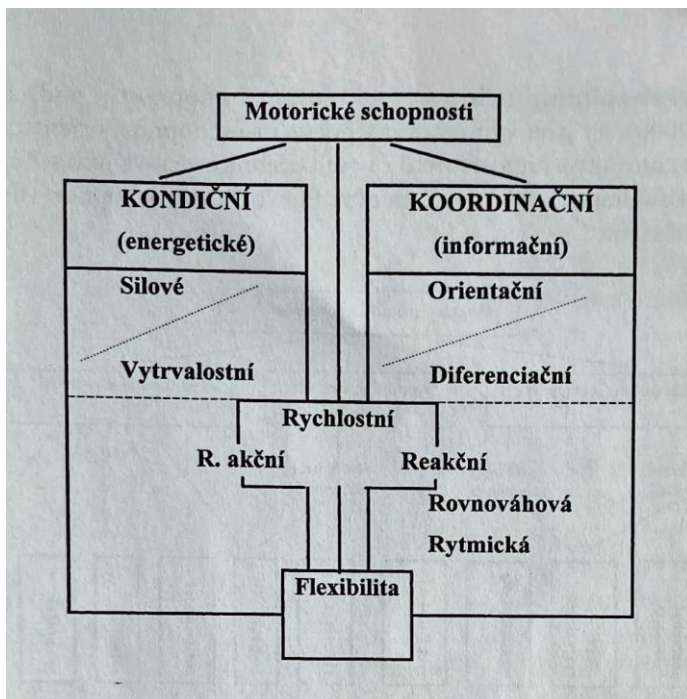 Motorické schopnosti
KONDIČNÍ
(energetické)
KOORDINAČNÍ
(informační)
Silové
Orientační
Vytrvalostní
Diferenciační
Rychlostní
R. akční
Reakční
Rovnováhová
Rytmická
Flexibilita